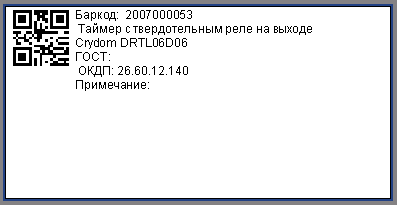 Баркод: 2007000053
Таймер с твердотельным реле на выходе
Crydom DRTL06D06
ГОСТ:
ОКДП: 26.60.12.140
Примечание: